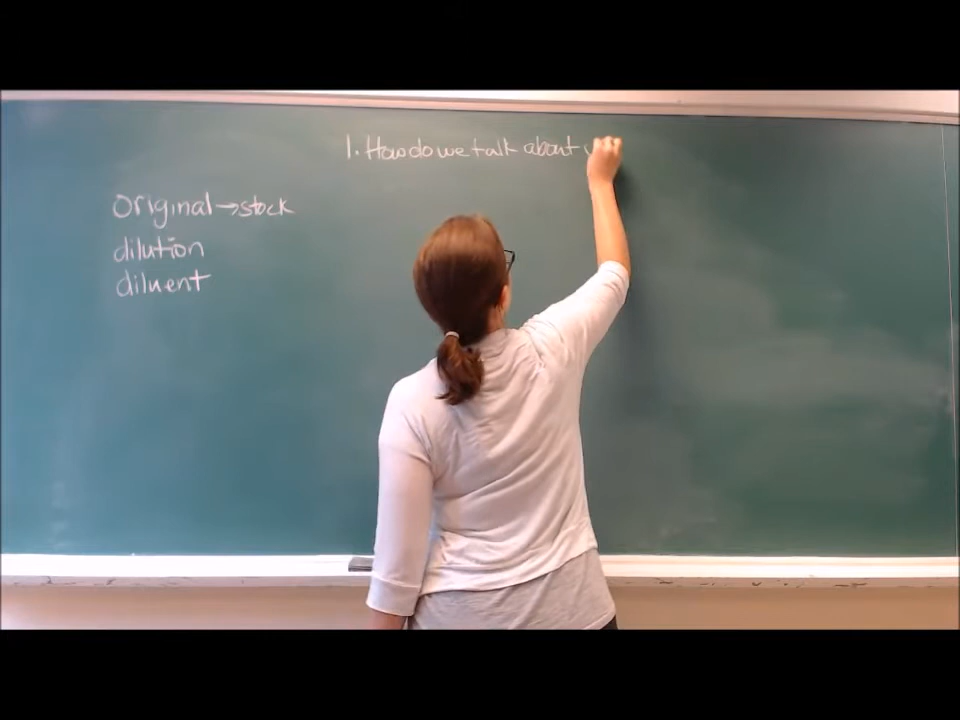 1. How do we talk about
original → stock
dilution
diluent